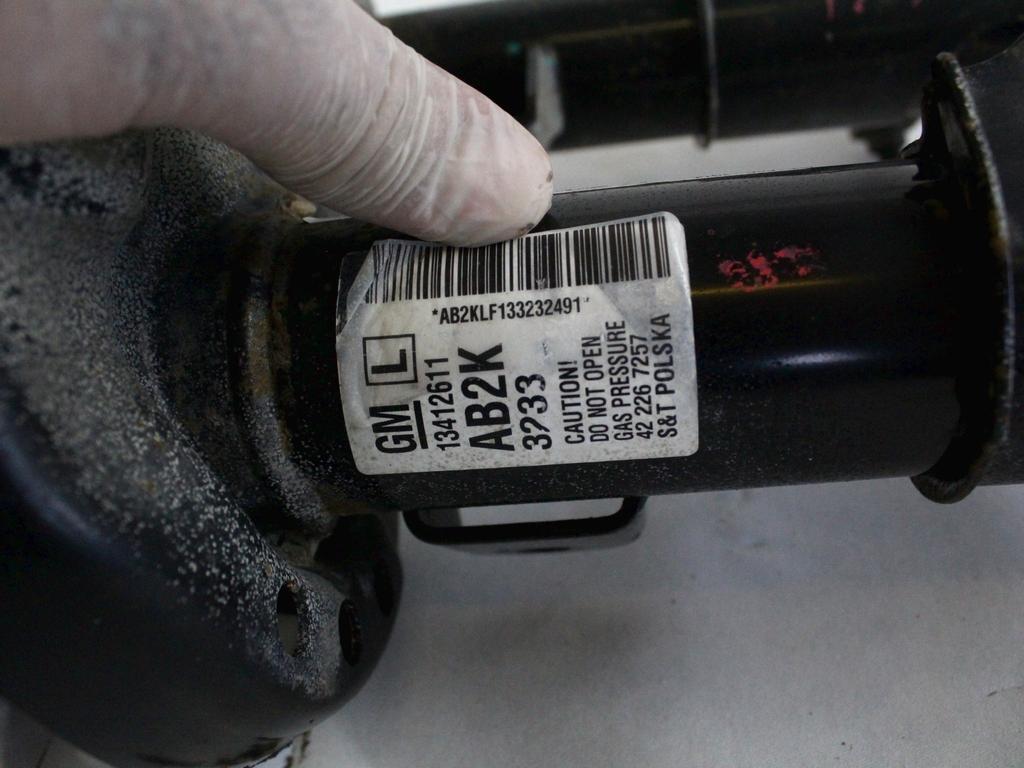 *AB2KLF133232491*
GM L
13412611
AB2K
3233
CAUTION!
DO NOT OPEN
GAS PRESSURE
42 226 7257
S&T POLSKA